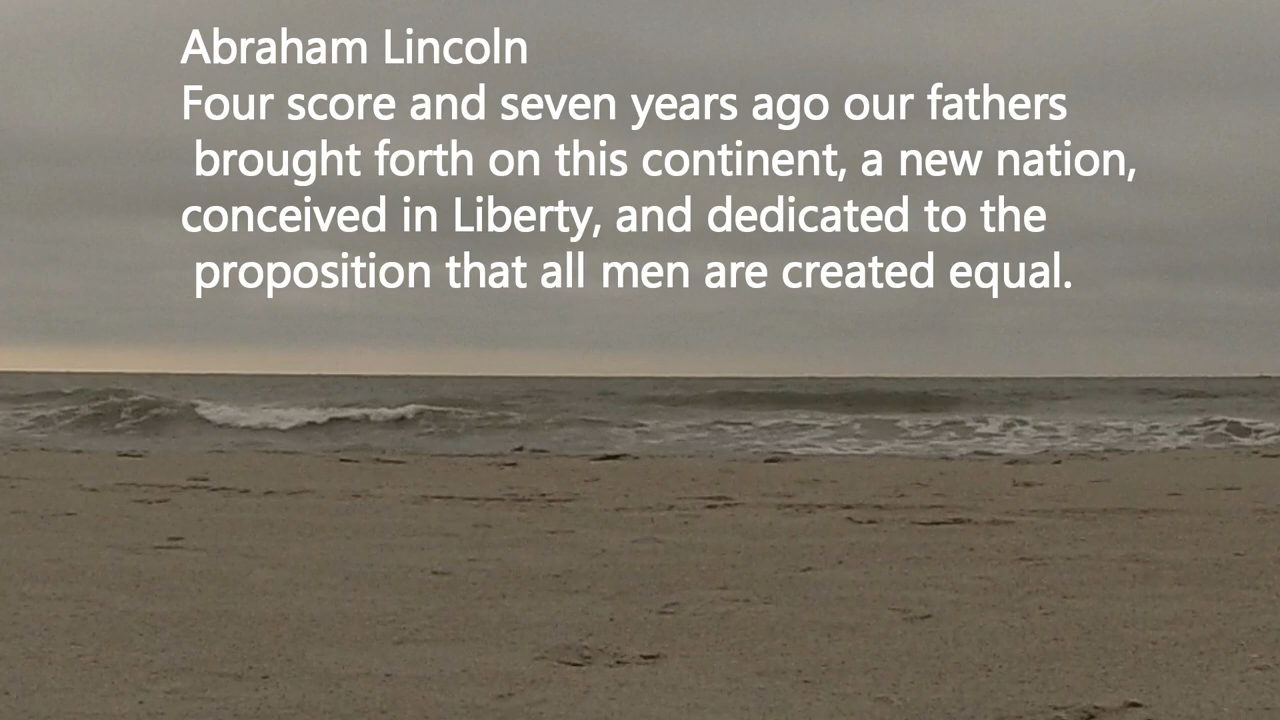 Abraham Lincoln
Four score and seven years ago our fathers
brought forth on this continent, a new nation,
conceived in Liberty, and dedicated to the
proposition that all men are created equal.